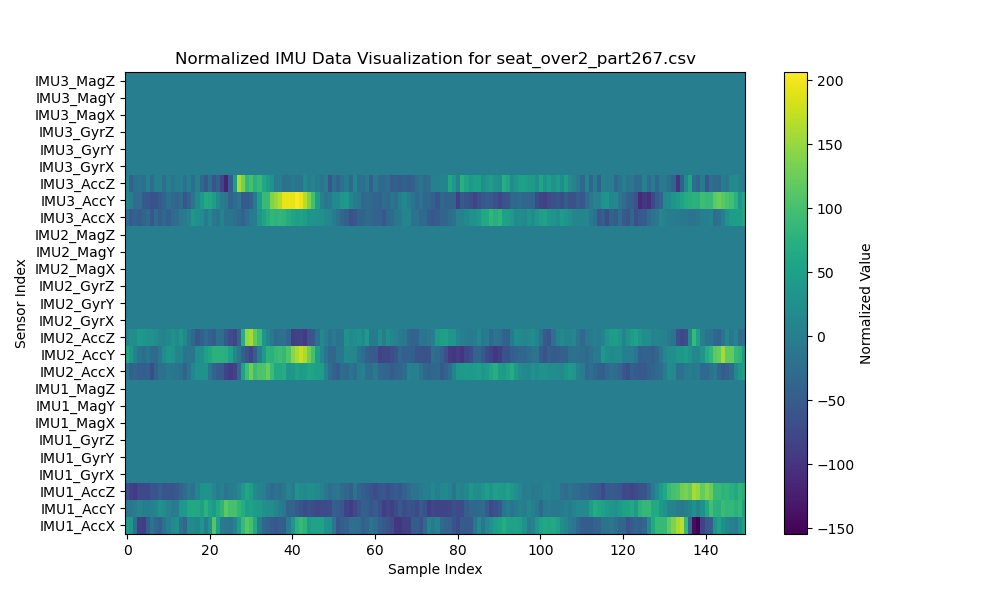 Normalized IMU Data Visualization for seat_over2_part267.csv
IMU3_MagZ
IMU3_MagY
IMU3_MagX
IMU3_GyrZ
IMU3_GyrY
IMU3_GyrX
IMU3_AccZ
IMU3_AccY
IMU3_AccX
IMU2_MagZ
IMU2_MagY
IMU2_MagX
IMU2_GyrZ
IMU2_GyrY
IMU2_GyrX
IMU2_AccZ
IMU2_AccY
IMU2_AccX
IMU1_MagZ
IMU1_MagY
IMU1_MagX
IMU1_GyrZ
IMU1_GyrY
IMU1_GyrX
IMU1_AccZ
IMU1_AccY
IMU1_AccX
Sensor Index
0 20 40 60 80 100 120 140
Sample Index
200
150
100
50
0
−50
−100
−150
Normalized Value